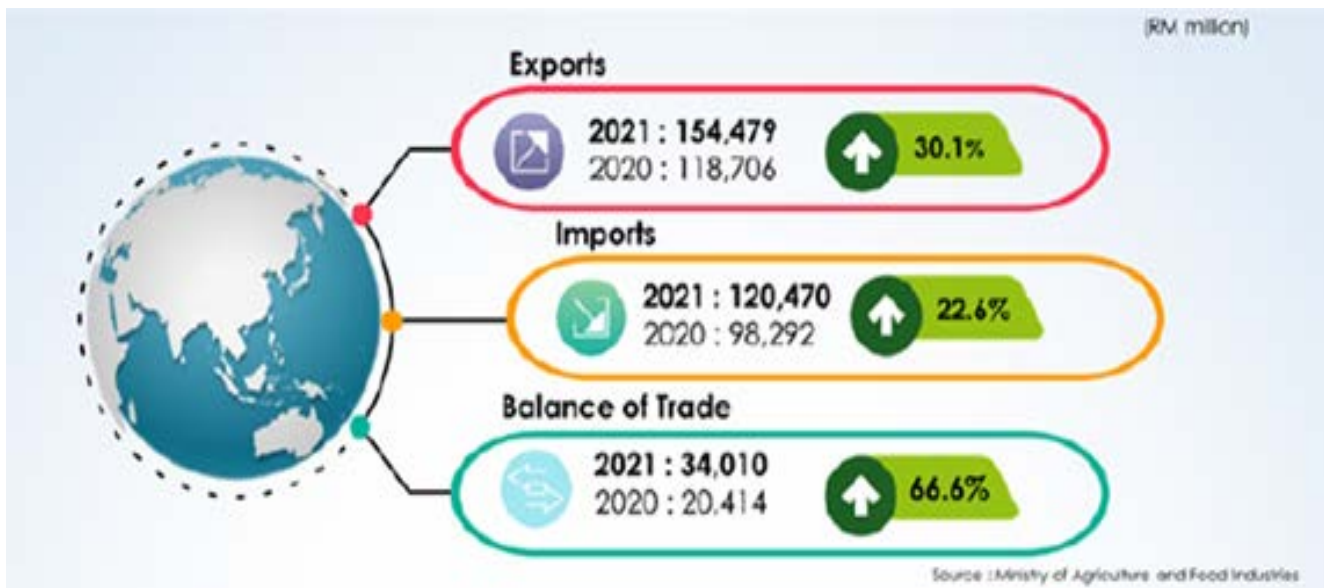 (RM million)
Exports
2021 : 154,479
2020 : 118,706
30.1%
Imports
2021 : 120,470
2020 : 98,292
22.6%
Balance of Trade
2021 : 34,010
2020 : 20,414
66.6%
Source : Ministry of Agriculture and Food Industries